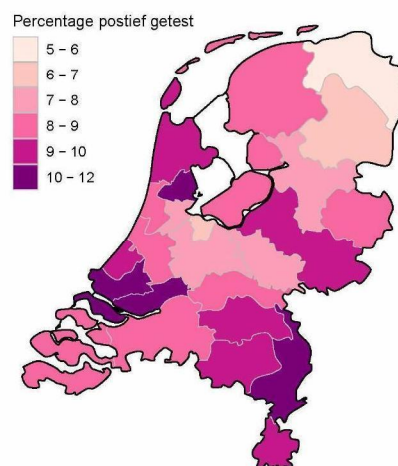 Percentage postief getest
5 – 6
6 – 7
7 – 8
8 – 9
9 – 10
10 – 12